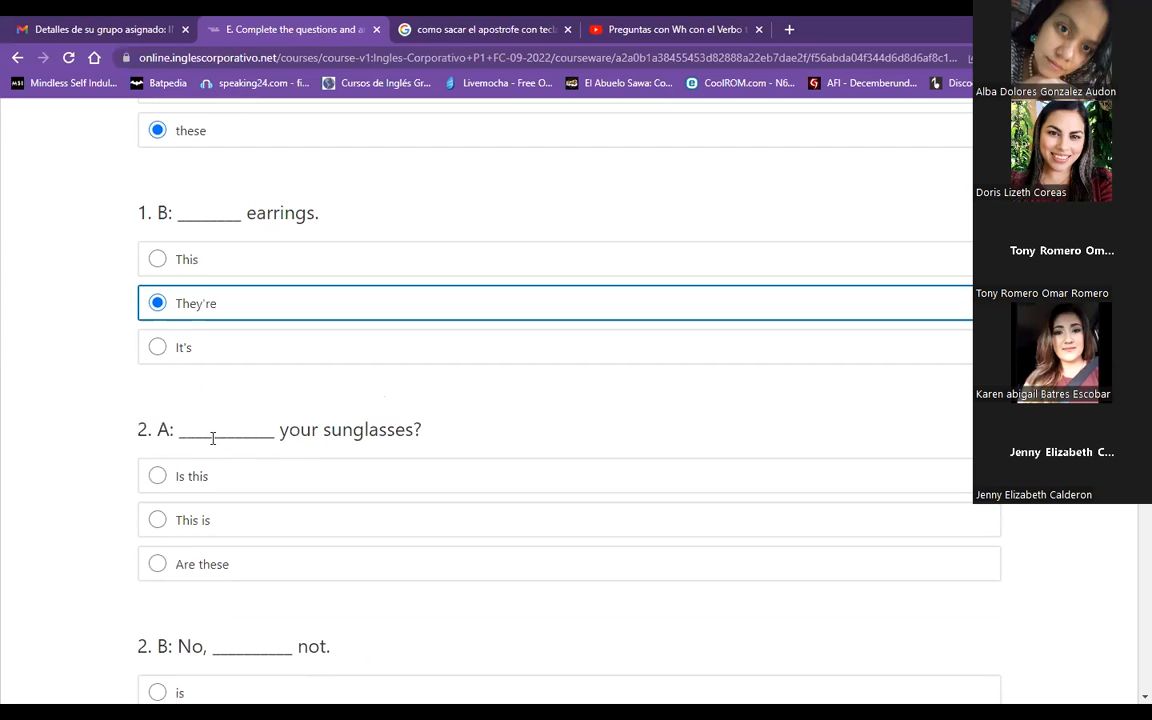 Detalles de su grupo asignado: I
E. Complete the questions and a
como sacar el apostrofe con tecl
Preguntas con Wh con el Verbo t
online.inglescorporativo.net/courses/course-v1:Ingles-Corporativo+P1+FC-09-2022/courseware/a2a0b1a38455453d82888a22eb7dae2f/f56abda04f344d6d8d6af8c1...
Mindless Self Indul...
Batpedia
speaking24.com - fi...
Cursos de Inglés Gr...
Livemocha - Free O...
El Abuelo Sawa: Co...
CoolROM.com - N6...
AFI - Decemberund...
Disco
these
1. B: ________ earrings.
This
They're
It's
2. A: ____________ your sunglasses?
Is this
This is
Are these
2. B: No, __________ not.
is
Alba Dolores Gonzalez Audon
Doris Lizeth Coreas
Tony Romero Om...
Tony Romero Omar Romero
Karen abigail Batres Escobar
Jenny Elizabeth C...
Jenny Elizabeth Calderon